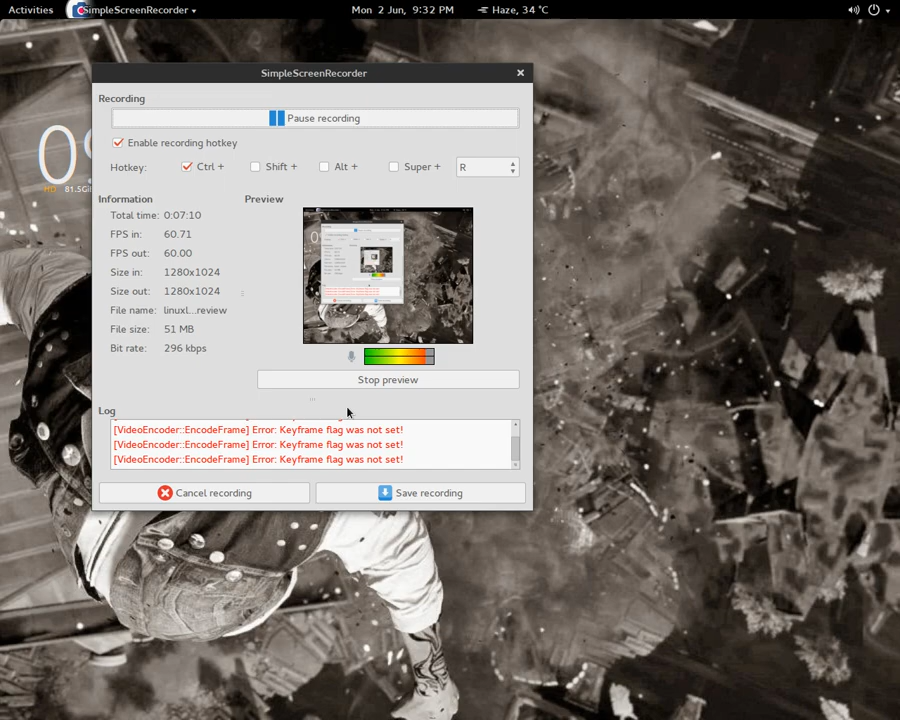 Activities SimpleScreenRecorder Mon 2 Jun, 9:32 PM Haze, 34 °C
SimpleScreenRecorder
Recording
Pause recording
Enable recording hotkey
Hotkey: Ctrl + Shift + Alt + Super + R
Information Preview
Total time: 0:07:10
FPS in: 60.71
FPS out: 60.00
Size in: 1280x1024
Size out: 1280x1024
File name: linuxl...review
File size: 51 MB
Bit rate: 296 kbps
Stop preview
Log
[VideoEncoder::EncodeFrame] Error: Keyframe flag was not set!
[VideoEncoder::EncodeFrame] Error: Keyframe flag was not set!
[VideoEncoder::EncodeFrame] Error: Keyframe flag was not set!
Cancel recording Save recording
HD 81.5Gi